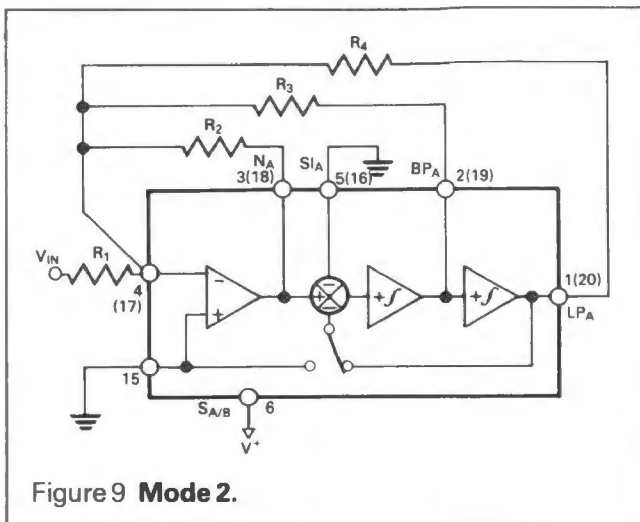 R4
R3
R2
NA
3(18)
SIA
5(16)
BPA
2(19)
VIN
R1
4
(17)
−
+
+
−
−
+∫
+∫
1(20)
LPA
15
SA/B
6
V+
Figure 9 Mode 2.